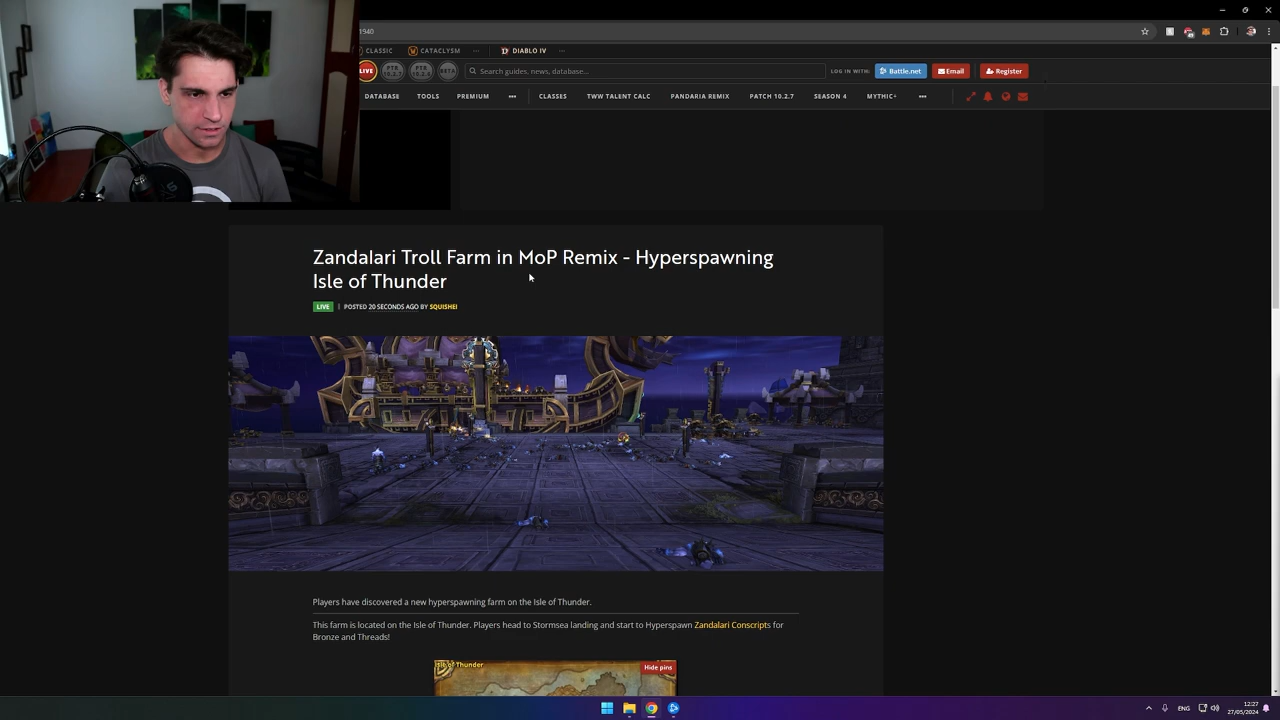 1940
CLASSIC
CATACLYSM
DIABLO IV
LIVE
PTR
PTR
BETA
Search guides, news, database...
LOG IN WITH:
Battle.net
Email
Register
DATABASE
TOOLS
PREMIUM
CLASSES
TWW TALENT CALC
PANDARIA REMIX
PATCH 10.2.7
SEASON 4
MYTHIC+
Zandalari Troll Farm in MoP Remix - Hyperspawning
Isle of Thunder
LIVE | POSTED 20 SECONDS AGO BY SQUISHEI
Players have discovered a new hyperspawning farm on the Isle of Thunder.
This farm is located on the Isle of Thunder. Players head to Stormsea landing and start to Hyperspawn Zandalari Conscripts for
Bronze and Threads!
Isle of Thunder
Hide pins
ENG
12:27
27/05/2024